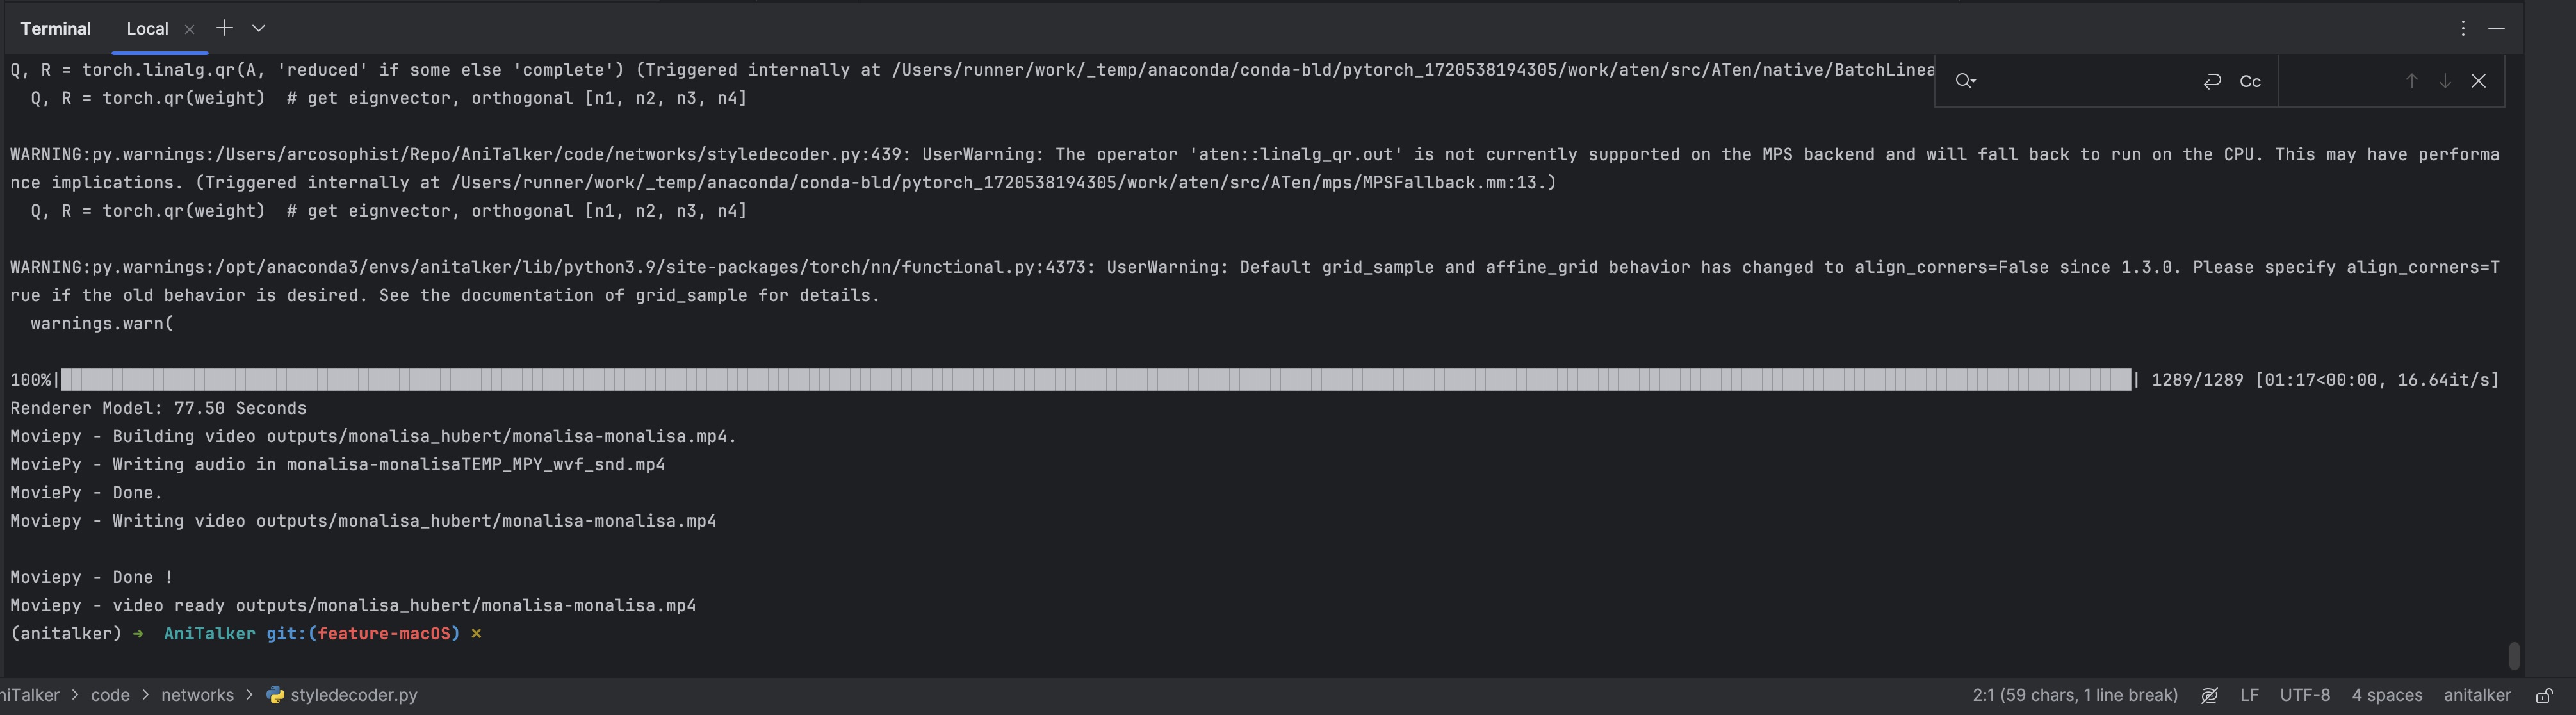 Terminal Local
Q, R = torch.linalg.qr(A, 'reduced' if some else 'complete') (Triggered internally at /Users/runner/work/_temp/anaconda/conda-bld/pytorch_1720538194305/work/aten/src/ATen/native/BatchLinea
Cc
  Q, R = torch.qr(weight)  # get eignvector, orthogonal [n1, n2, n3, n4]
WARNING:py.warnings:/Users/arcosophist/Repo/AniTalker/code/networks/styledecoder.py:439: UserWarning: The operator 'aten::linalg_qr.out' is not currently supported on the MPS backend and will fall back to run on the CPU. This may have performa
nce implications. (Triggered internally at /Users/runner/work/_temp/anaconda/conda-bld/pytorch_1720538194305/work/aten/src/ATen/mps/MPSFallback.mm:13.)
  Q, R = torch.qr(weight)  # get eignvector, orthogonal [n1, n2, n3, n4]
WARNING:py.warnings:/opt/anaconda3/envs/anitalker/lib/python3.9/site-packages/torch/nn/functional.py:4373: UserWarning: Default grid_sample and affine_grid behavior has changed to align_corners=False since 1.3.0. Please specify align_corners=T
rue if the old behavior is desired. See the documentation of grid_sample for details.
  warnings.warn(
100%| | 1289/1289 [01:17<00:00, 16.64it/s]
Renderer Model: 77.50 Seconds
Moviepy - Building video outputs/monalisa_hubert/monalisa-monalisa.mp4.
MoviePy - Writing audio in monalisa-monalisaTEMP_MPY_wvf_snd.mp4
MoviePy - Done.
Moviepy - Writing video outputs/monalisa_hubert/monalisa-monalisa.mp4
Moviepy - Done !
Moviepy - video ready outputs/monalisa_hubert/monalisa-monalisa.mp4
(anitalker) ➜  AniTalker git:(feature-macOS) ✗
niTalker > code > networks > styledecoder.py 2:1 (59 chars, 1 line break) LF UTF-8 4 spaces anitalker